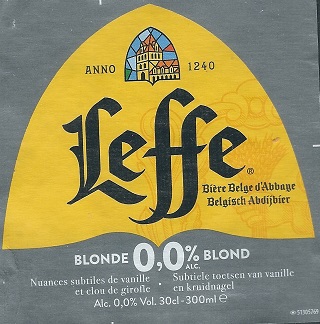 ANNO 1240
Leffe®
Bière Belge d'Abbaye
Belgisch Abdijbier
BLONDE 0,0% ALC. BLOND
Nuances subtiles de vanille · Subtiele toetsen van vanille
et clou de girofle en kruidnagel
Alc. 0,0% Vol. 30cl-300ml ℮
51305769